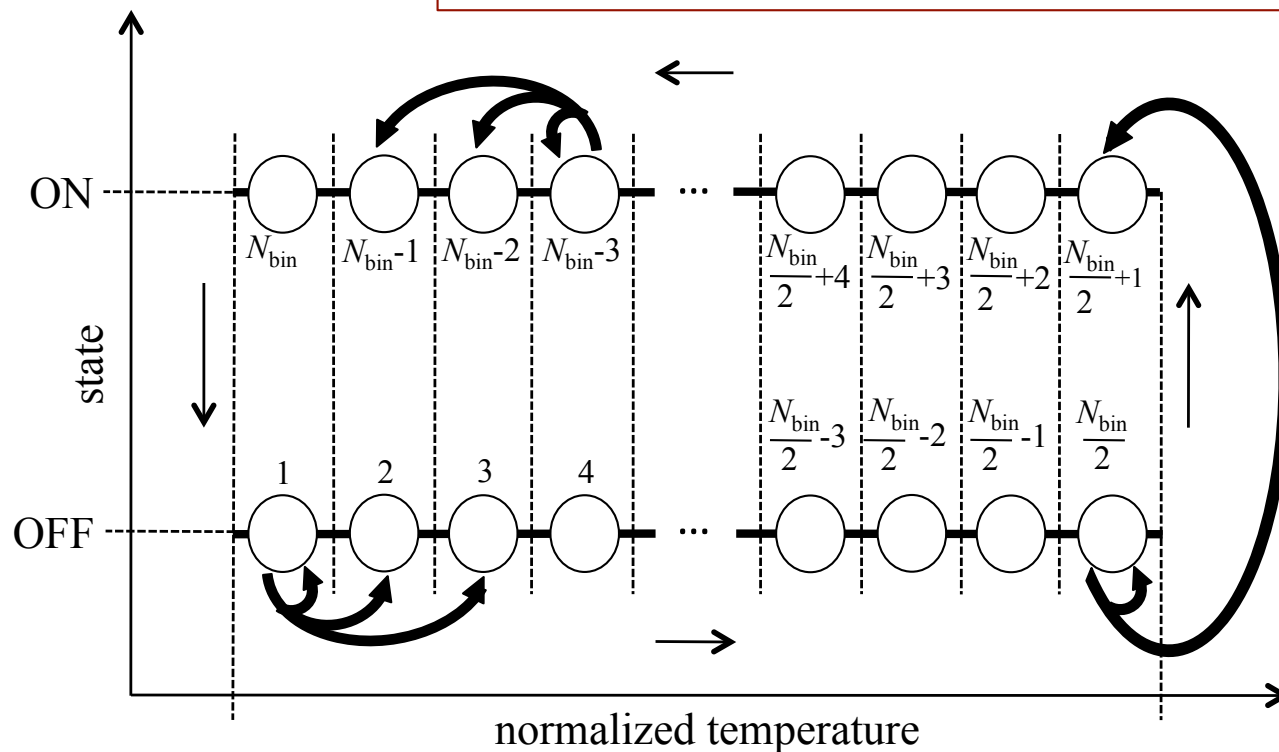 ON
...
N_bin N_bin-1 N_bin-2 N_bin-3
N_bin/2+4 N_bin/2+3 N_bin/2+2 N_bin/2+1
state
N_bin/2-3 N_bin/2-2 N_bin/2-1 N_bin/2
1 2 3 4
OFF
...
normalized temperature